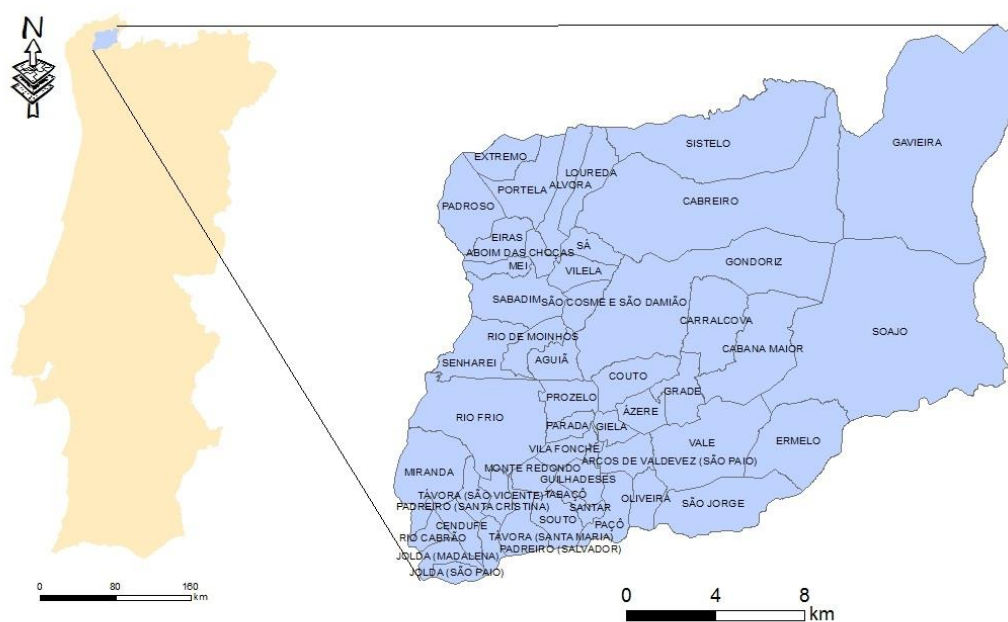 N
SISTELO
GAVIEIRA
EXTREMO
LOUREDA
ALVORA
PORTELA
CABREIRO
PADROSO
EIRAS
SÁ
ABOIM DAS CHOÇAS
GONDORIZ
MEI
VILELA
SABADIM
SÃO COSME E SÃO DAMIÃO
CARRALCOVA
SOAJO
RIO DE MOINHOS
CABANA MAIOR
SENHAREI
AGUIÃ
COUTO
GRADE
PROZELO
ÁZERE
RIO FRIO
PARADA
GIELA
VALE
ERMELO
VILA FONCHE
ARCOS DE VALDEVEZ (SÃO PAIO)
MIRANDA
MONTE REDONDO
GUILHADESES
TÁVORA (SÃO VICENTE)
TABAÇÔ
OLIVEIRA
SÃO JORGE
PADREIRO (SANTA CRISTINA)
SANTAR
CENDUFE
SOUTO
PAÇÔ
RIO CABRÃO
TÁVORA (SANTA MARIA)
PADREIRO (SALVADOR)
JOLDA (MADALENA)
JOLDA (SÃO PAIO)
0 80 160
km
0 4 8
km